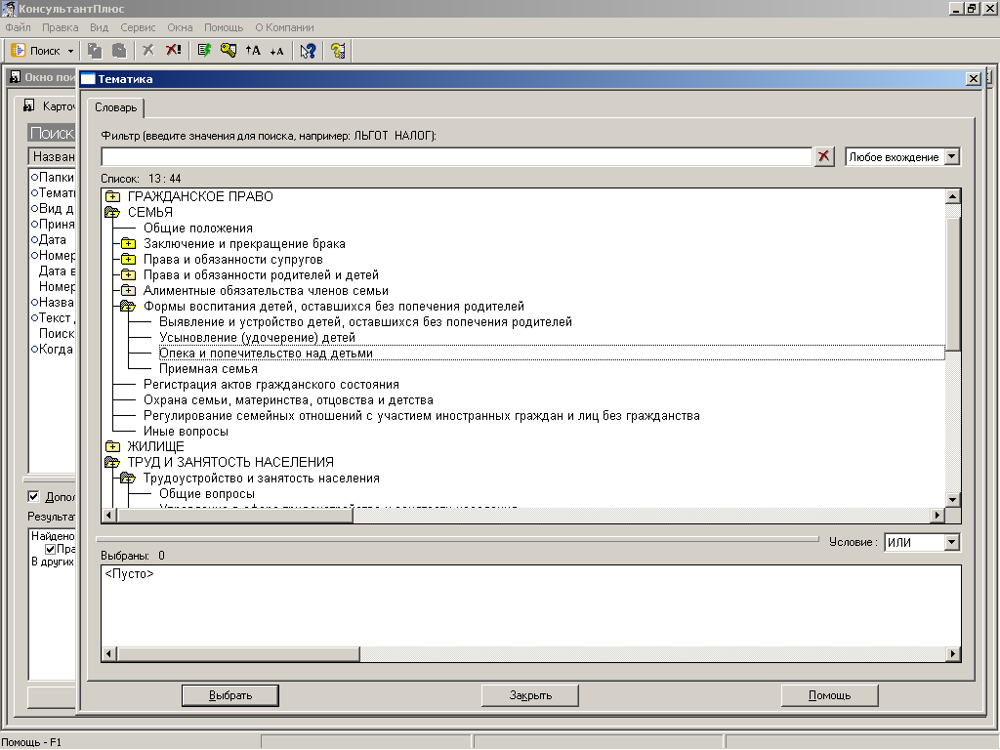 КонсультантПлюс
Файл Правка Вид Сервис Окна Помощь О Компании
Поиск
Окно пои
Тематика
Карточ
Словарь
Поиск
Фильтр (введите значения для поиска, например: ЛЬГОТ НАЛОГ):
Назван
Любое вхождение
Список: 13 : 44
Папки
Темати
Вид д
Приня
Дата
Номер
Дата в
Номер
Назва
Текст
Поиск
Когда
ГРАЖДАНСКОЕ ПРАВО
СЕМЬЯ
Общие положения
Заключение и прекращение брака
Права и обязанности супругов
Права и обязанности родителей и детей
Алиментные обязательства членов семьи
Формы воспитания детей, оставшихся без попечения родителей
Выявление и устройство детей, оставшихся без попечения родителей
Усыновление (удочерение) детей
Опека и попечительство над детьми
Приемная семья
Регистрация актов гражданского состояния
Охрана семьи, материнства, отцовства и детства
Регулирование семейных отношений с участием иностранных граждан и лиц без гражданства
Иные вопросы
ЖИЛИЩЕ
ТРУД И ЗАНЯТОСТЬ НАСЕЛЕНИЯ
Трудоустройство и занятость населения
Общие вопросы
Допол
Результат
Найдено
Пра
В других
Условие : ИЛИ
Выбраны: 0
<Пусто>
Выбрать Закрыть Помощь
Помощь - F1